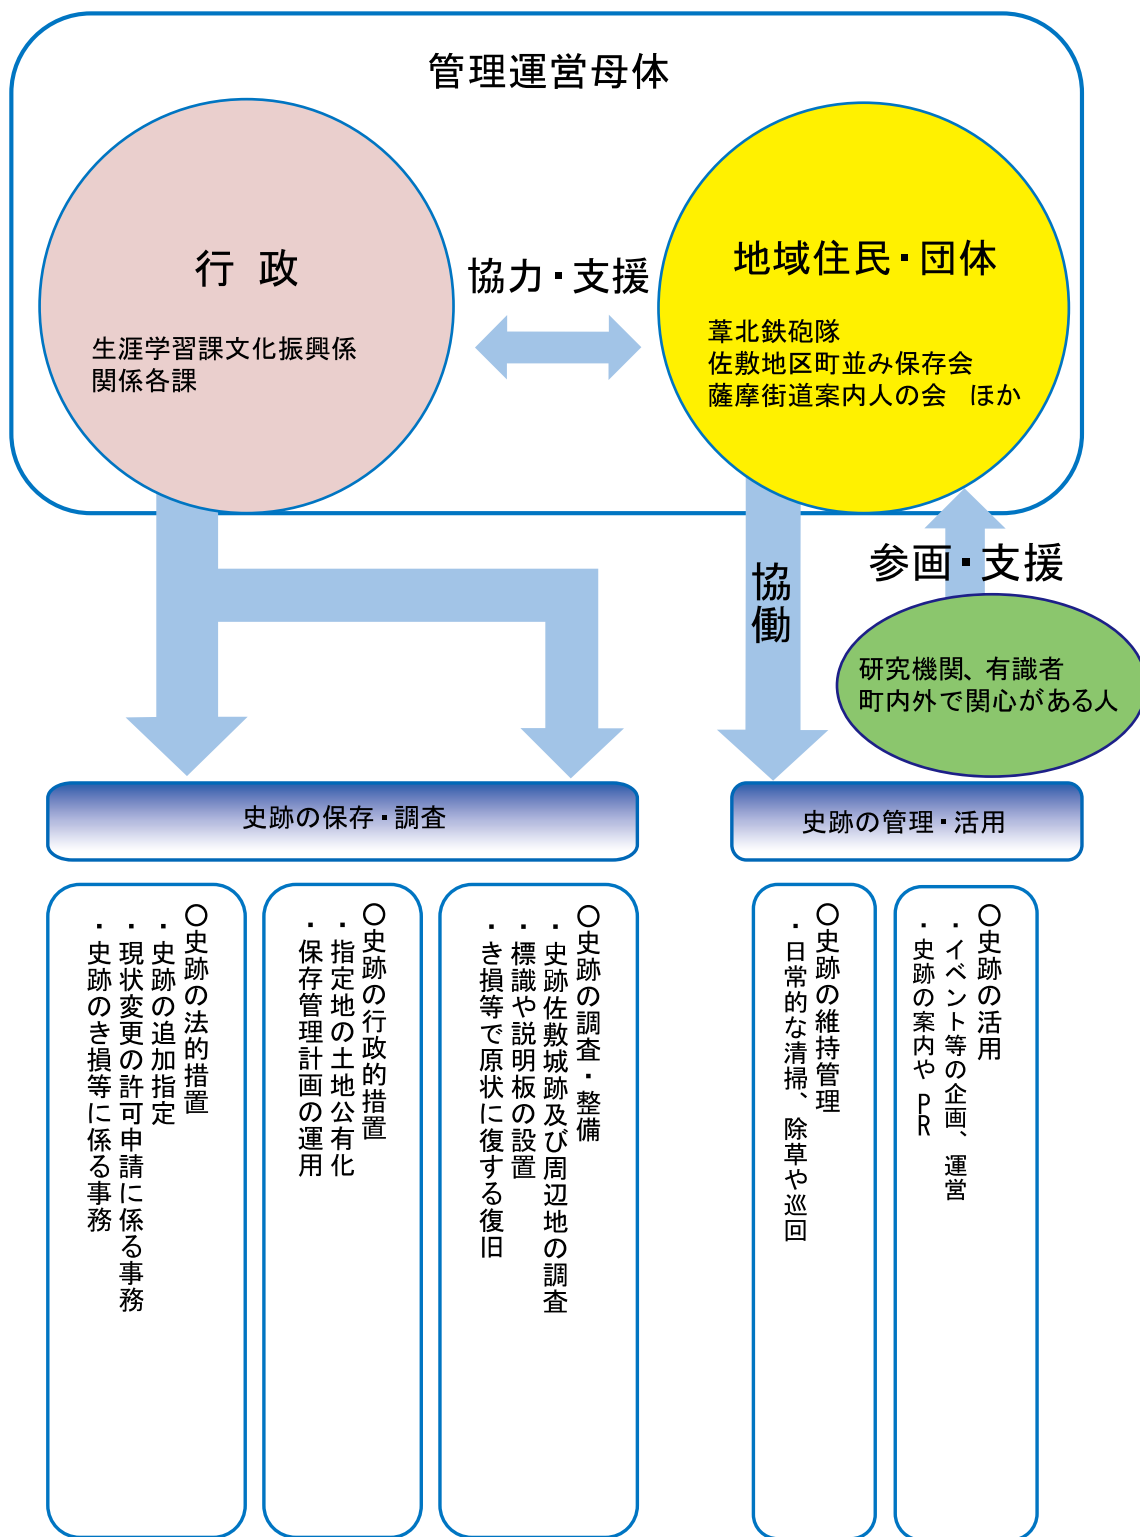 管理運営母体
行 政
生涯学習課文化振興係
関係各課
協力・支援
地域住民・団体
葦北鉄砲隊
佐敷地区町並み保存会
薩摩街道案内人の会　ほか
協働
参画・支援
研究機関、有識者
町内外で関心がある人
史跡の保存・調査
〇史跡の法的措置
・史跡の追加指定
・現状変更の許可申請に係る事務
・史跡のき損等に係る事務
〇史跡の行政的措置
・指定地の土地公有化
・保存管理計画の運用
〇史跡の調査・整備
・史跡佐敷城跡及び周辺地の調査
・標識や説明板の設置
・き損等で原状に復する復旧
史跡の管理・活用
〇史跡の維持管理
・日常的な清掃、除草や巡回
〇史跡の活用
・イベント等の企画、運営
・史跡の案内や PR